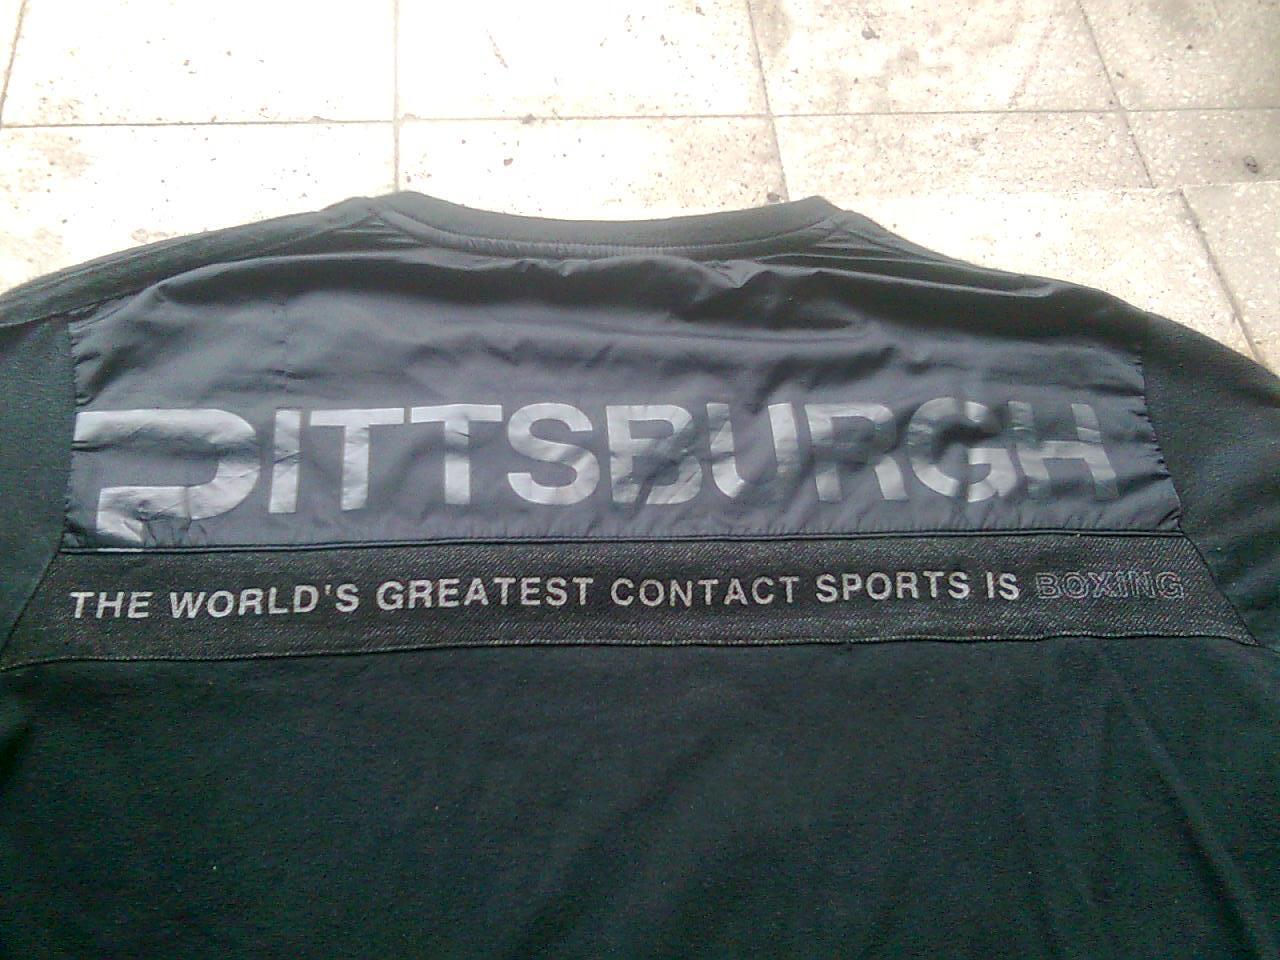 PITTSBURGH
THE WORLD'S GREATEST CONTACT SPORTS IS BOXING